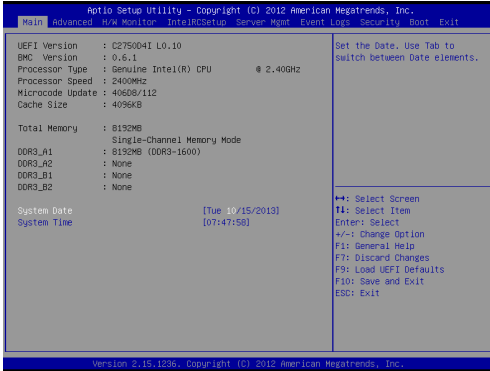 Aptio Setup Utility – Copyright (C) 2012 American Megatrends, Inc.
Main Advanced H/W Monitor IntelRCSetup Server Mgmt Event Logs Security Boot Exit
UEFI Version : C2750D4I L0.10
BMC Version : 0.6.1
Processor Type : Genuine Intel(R) CPU @ 2.40GHz
Processor Speed : 2400MHz
Microcode Update : 406D8/112
Cache Size : 4096KB
Total Memory : 8192MB
Single-Channel Memory Mode
DDR3_A1 : 8192MB (DDR3-1600)
DDR3_A2 : None
DDR3_B1 : None
DDR3_B2 : None
System Date [Tue 10/15/2013]
System Time [07:47:58]
Set the Date. Use Tab to
switch between Date elements.
↔: Select Screen
↑↓: Select Item
Enter: Select
+/-: Change Option
F1: General Help
F7: Discard Changes
F9: Load UEFI Defaults
F10: Save and Exit
ESC: Exit
Version 2.15.1236. Copyright (C) 2012 American Megatrends, Inc.